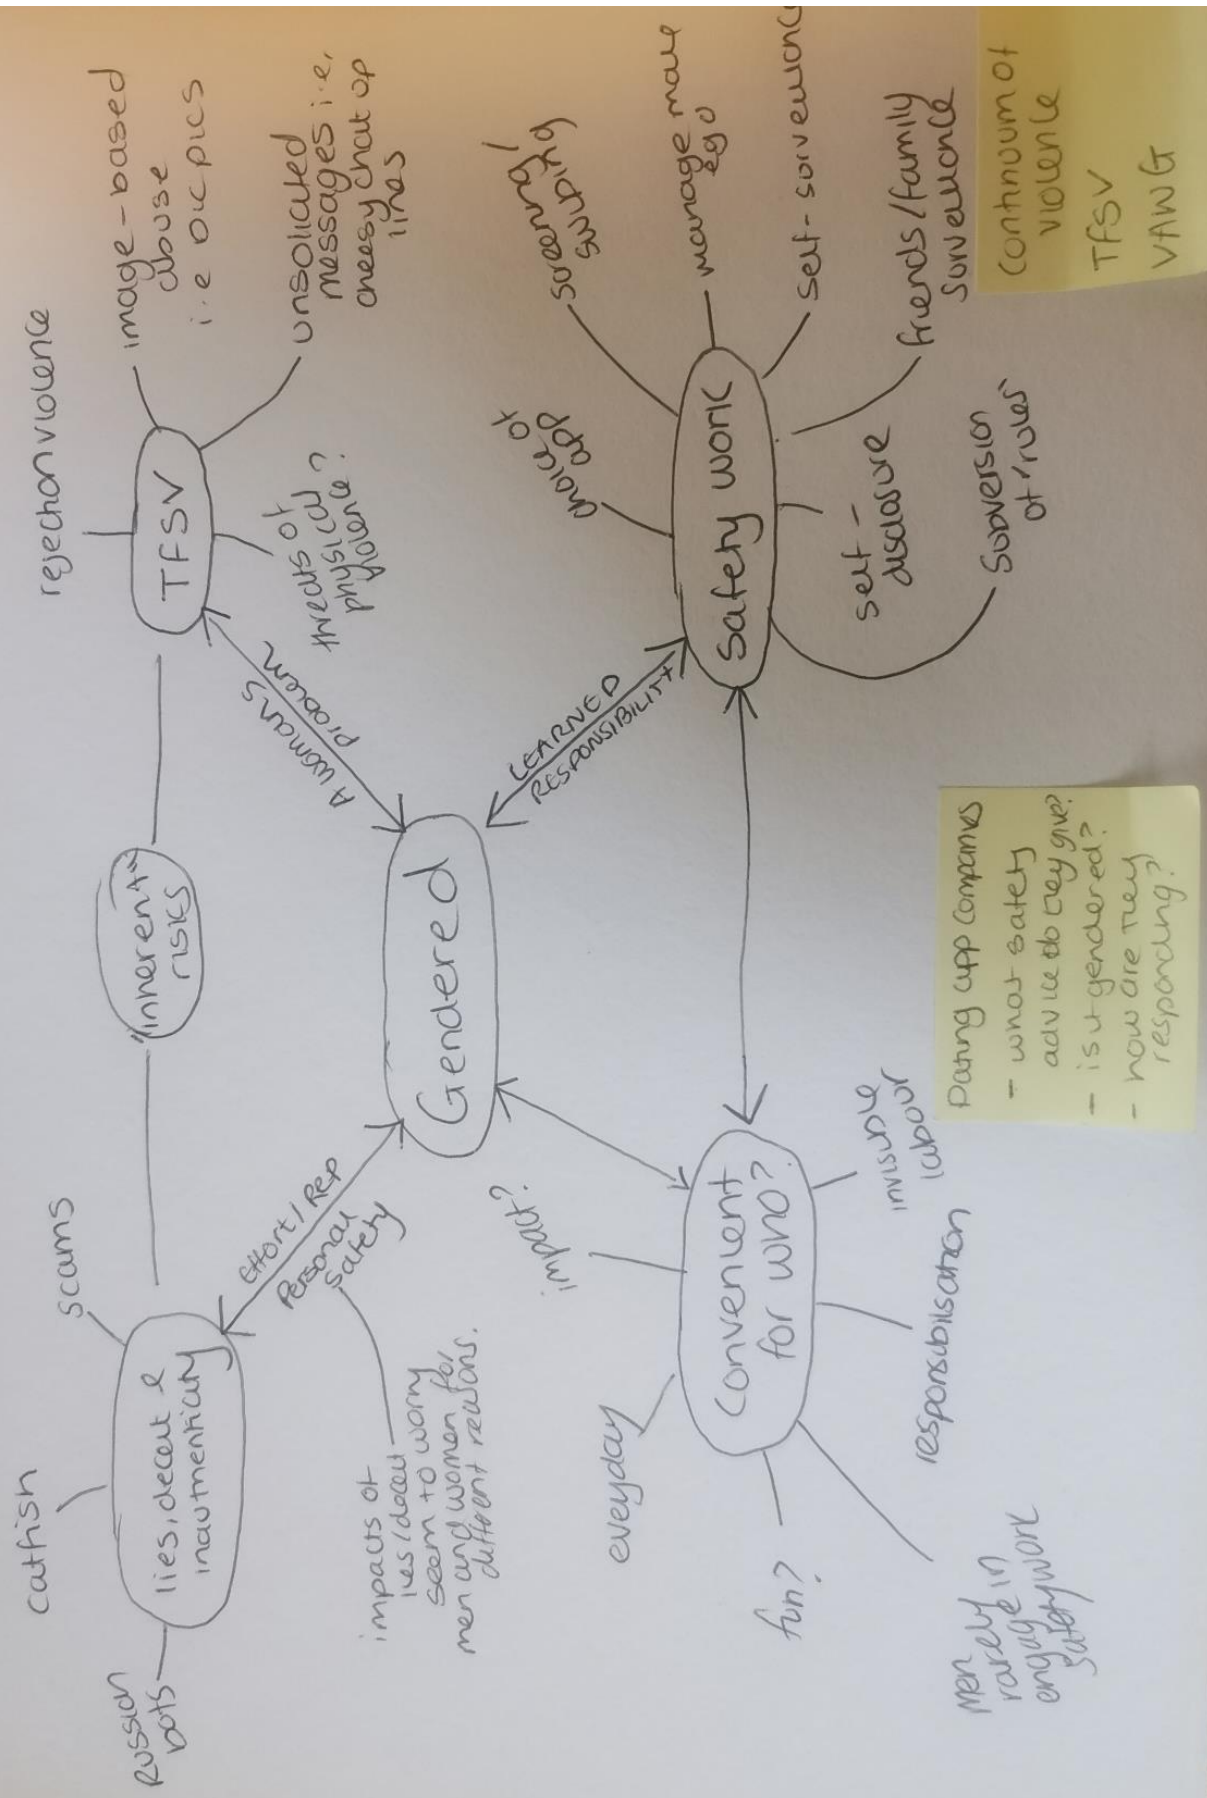 Russian
bots
catfish
scams
lies, deceit &
inauthenticity
"inherent"
risks
rejection violence
TFSV
image-based
abuse
i.e DIC PICS
unsolicated
messages i.e,
cheesy chat up
lines
threats of
physical
violence?
A WOMAN'S
PROBLEM
Effort / Rep
Personal
Safety
impacts of
lies/deceit
seem to worry
men and women for
different reasons.
Gendered
LEARNED
RESPONSIBILITY
impact?
everyday
fun?
Convenient
for who?
men
rarely in
engage in
safetywork
responsibilisation
invisible
labour
Safety work
choice of
app
screening/
swiping
manage male
ego
self-surveillance
friends/family
surveillance
self-
disclosure
Subversion
of 'rules'
Dating app companies
- what safety
advice do they give?
- is it gendered?
- how are they
responding?
Continuum of
violence
TFSV
VAWG